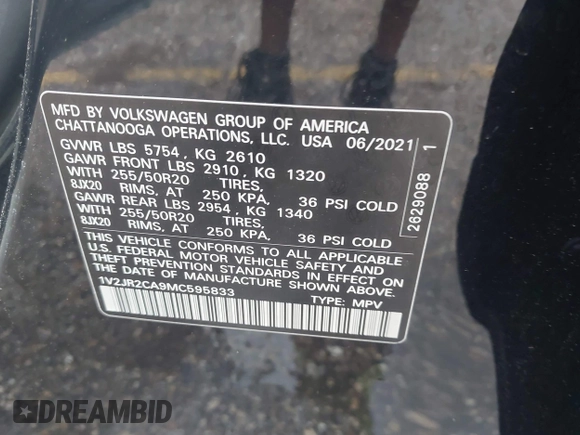 MFD BY VOLKSWAGEN GROUP OF AMERICA
CHATTANOOGA OPERATIONS, LLC. USA 06/2021
GVWR LBS 5754 , KG 2610
GAWR FRONT LBS 2910 , KG 1320
WITH 255/50R20 TIRES,
8JX20 RIMS, AT 250 KPA, 36 PSI COLD
GAWR REAR LBS 2954 , KG 1340
WITH 255/50R20 TIRES,
8JX20 RIMS, AT 250 KPA, 36 PSI COLD
THIS VEHICLE CONFORMS TO ALL APPLICABLE
U.S. FEDERAL MOTOR VEHICLE SAFETY AND
THEFT PREVENTION STANDARDS IN EFFECT ON
THE DATE OF MANUFACTURE SHOWN ABOVE.
1V2JR2CA9MC595833
TYPE: MPV
2629088 1
DREAMBID